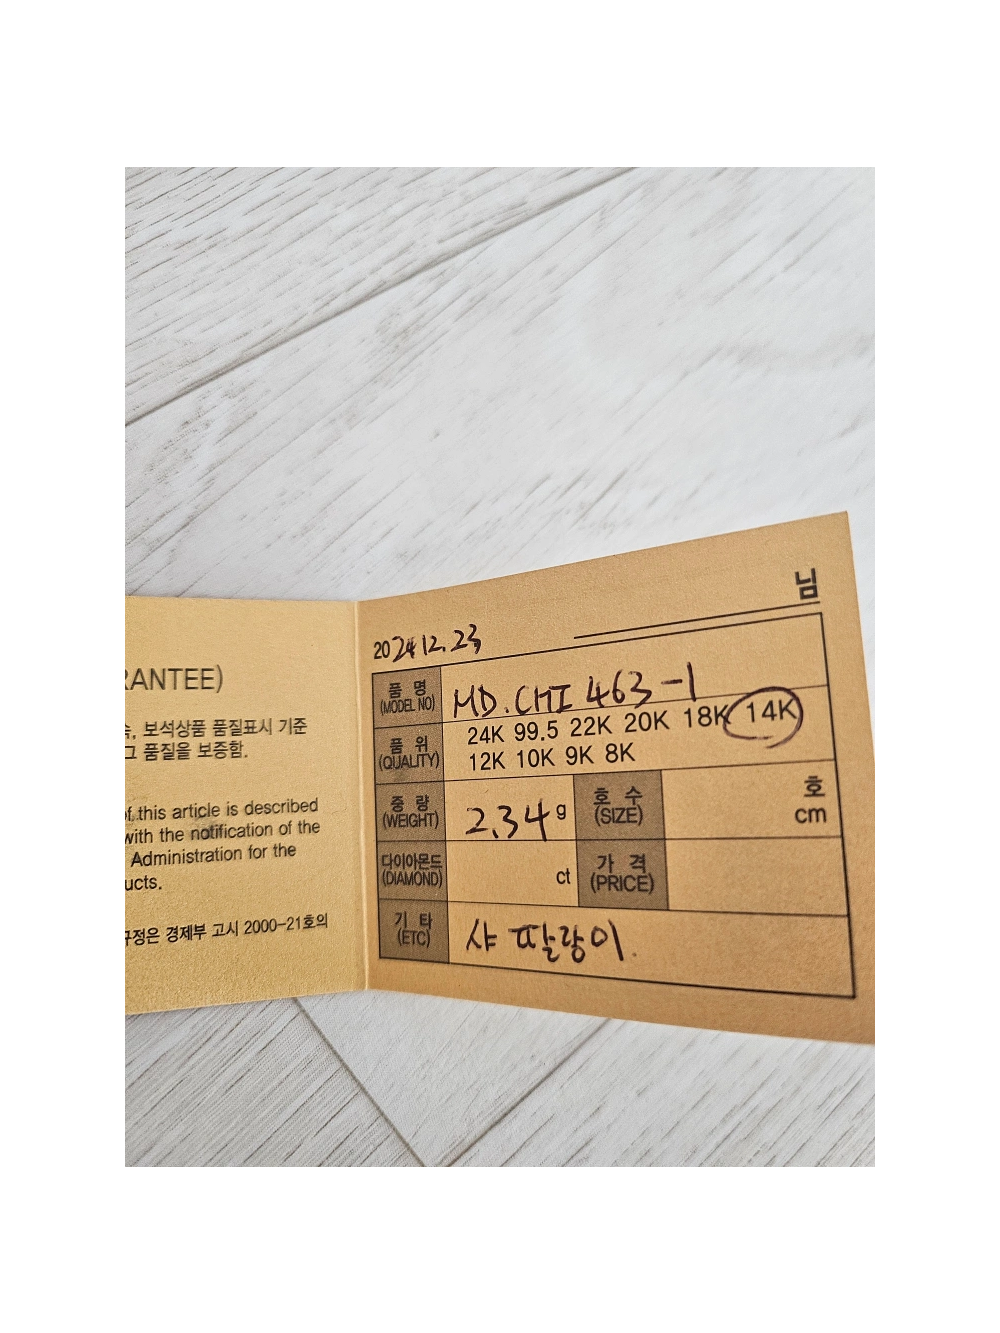 RANTEE)
속, 보석상품 품질표시 기준
그 품질을 보증함.
of this article is described
with the notification of the
Administration for the
ucts.
규정은 경제부 고시 2000-21호의
님
2024 12. 23
품 명
(MODEL NO)
MD. CHI 463-1
품 위
(QUALITY)
24K 99.5 22K 20K 18K 14K
12K 10K 9K 8K
중 량
(WEIGHT)
2.34 g
호 수
(SIZE)
호
cm
다이아몬드
(DIAMOND)
ct
가 격
(PRICE)
기 타
(ETC)
샤 딸랑이.